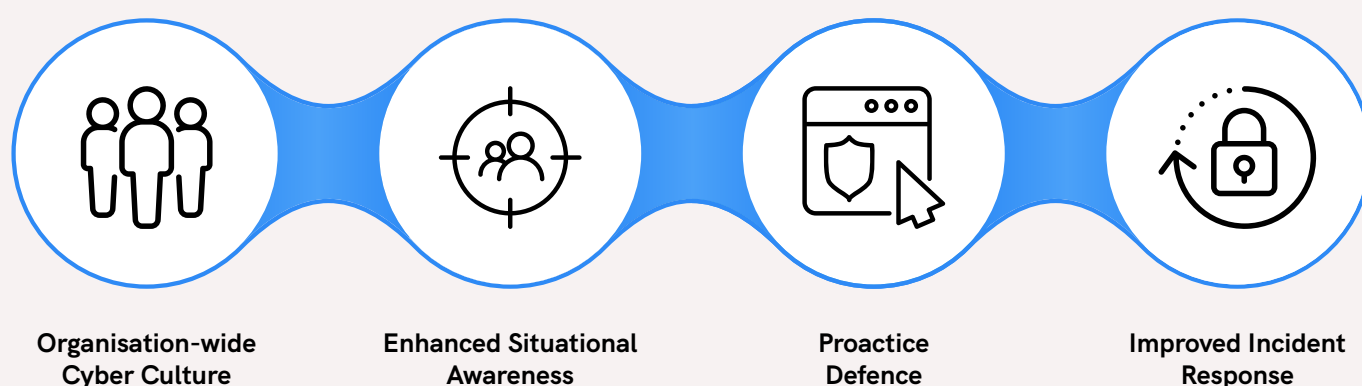 Organisation-wide
Cyber Culture
Enhanced Situational
Awareness
Proactice
Defence
Improved Incident
Response